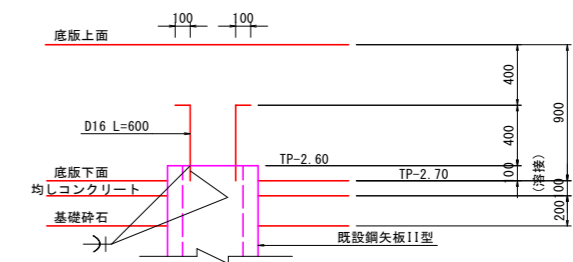 100
100
底版上面
400
900
D16 L=600
400
TP-2.60
底版下面
TP-2.70
100
(溶接)
100
均しコンクリート
200
基礎砕石
既設鋼矢板II型